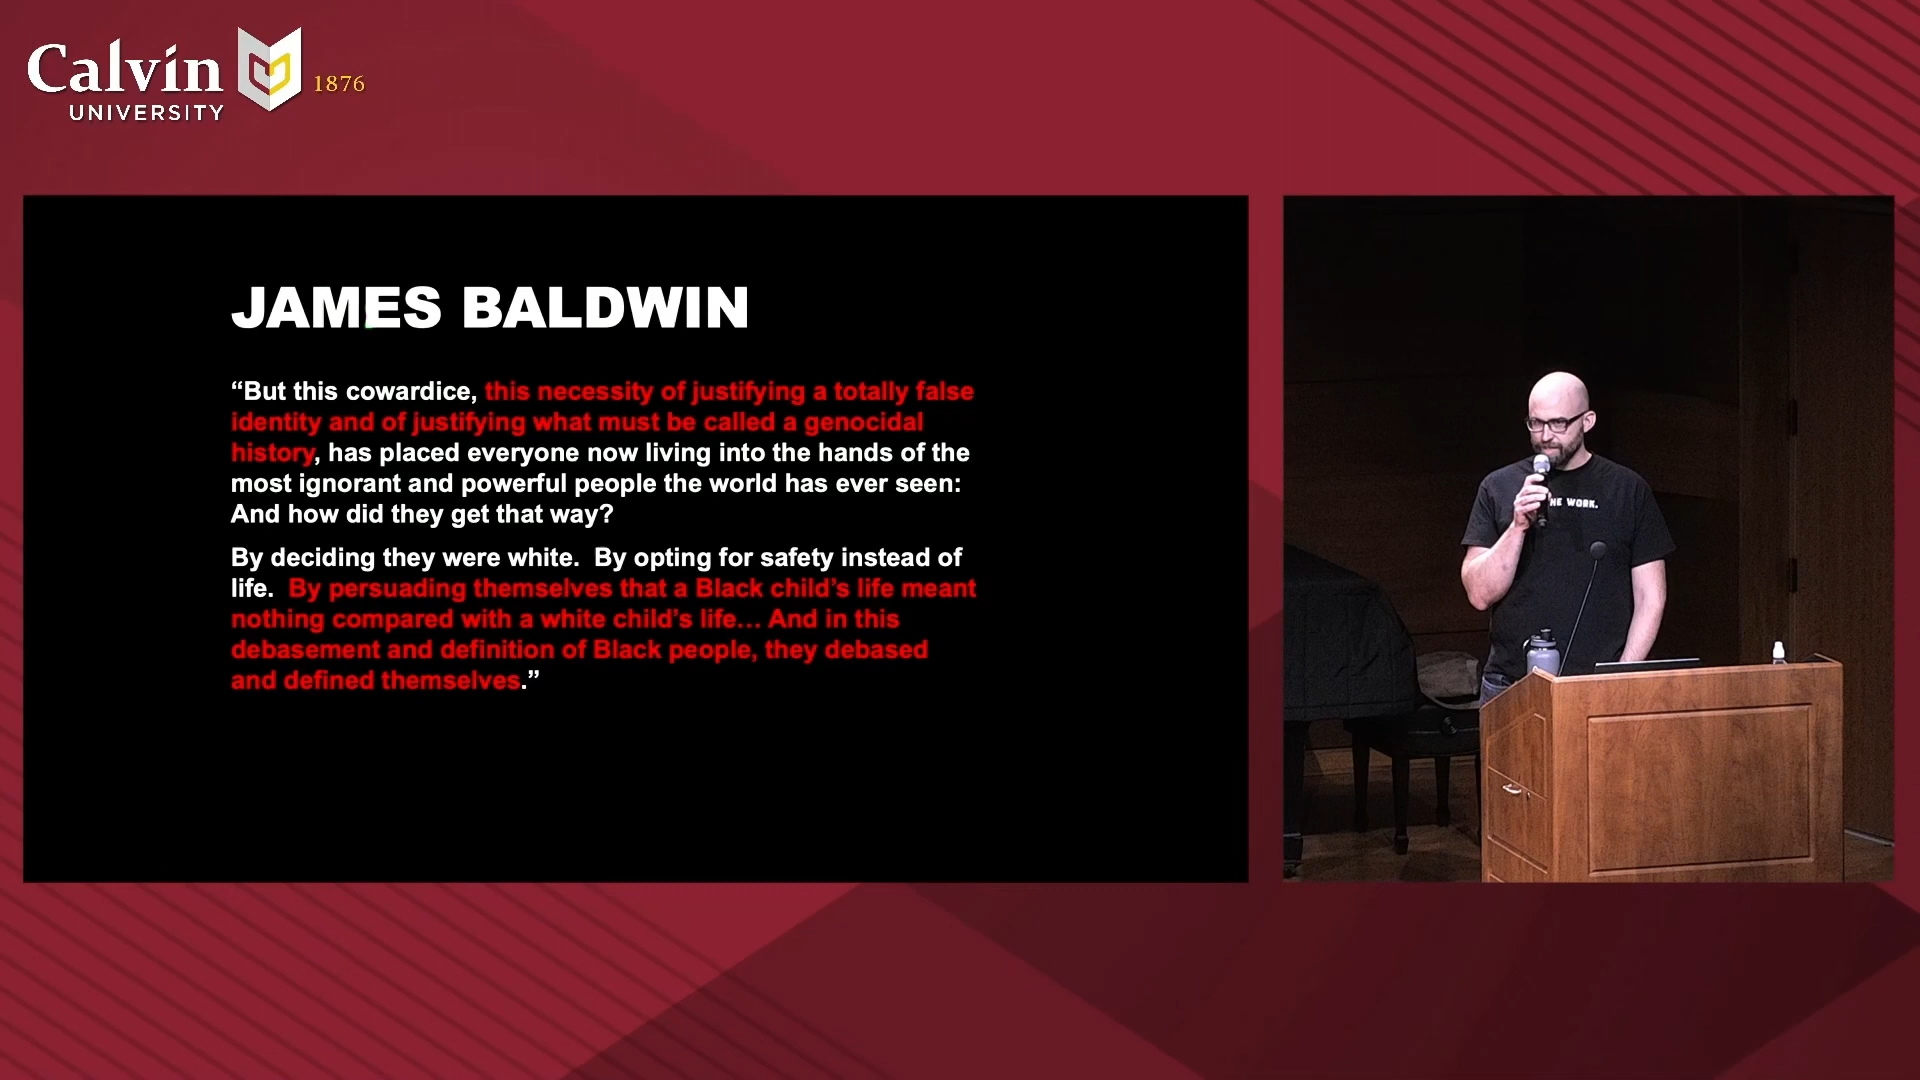 Calvin
UNIVERSITY
1876
JAMES BALDWIN
“But this cowardice, this necessity of justifying a totally false
identity and of justifying what must be called a genocidal
history, has placed everyone now living into the hands of the
most ignorant and powerful people the world has ever seen:
And how did they get that way?
By deciding they were white.  By opting for safety instead of
life.  By persuading themselves that a Black child’s life meant
nothing compared with a white child’s life… And in this
debasement and definition of Black people, they debased
and defined themselves.”
WORK.